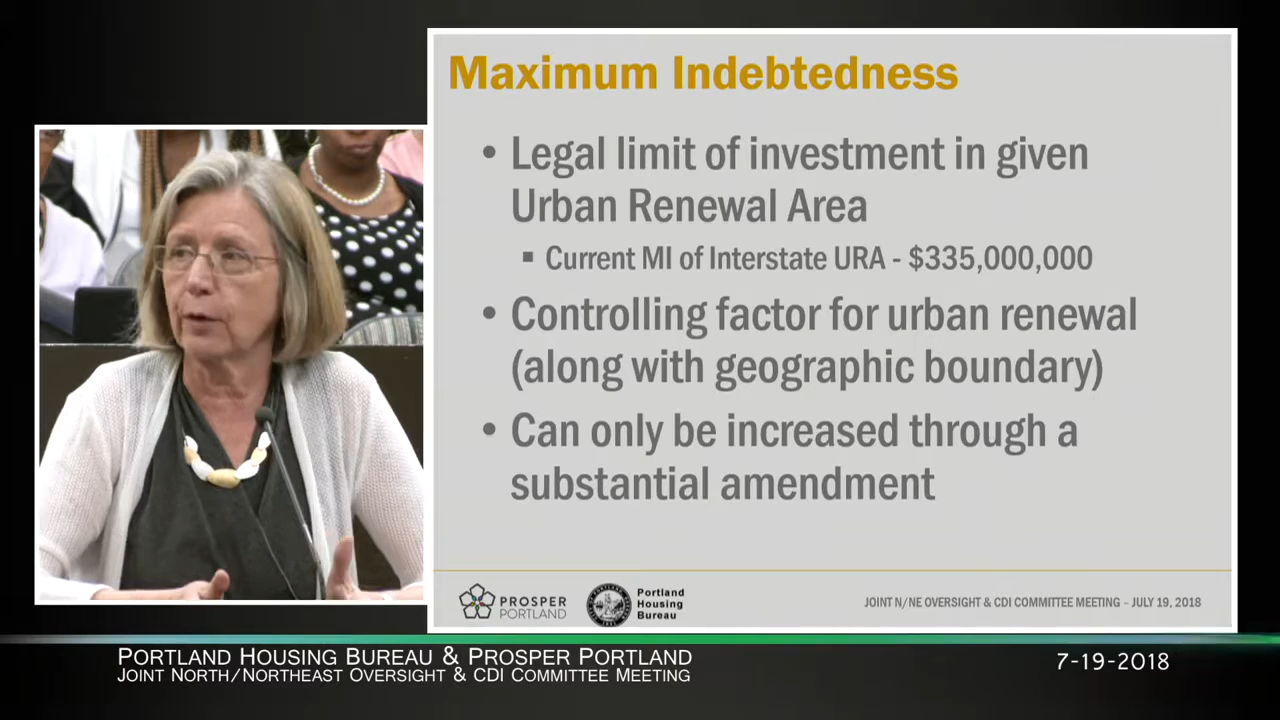 Maximum Indebtedness
• Legal limit of investment in given
Urban Renewal Area
▪ Current MI of Interstate URA - $335,000,000
• Controlling factor for urban renewal
(along with geographic boundary)
• Can only be increased through a
substantial amendment
PROSPER
PORTLAND
Portland
Housing
Bureau
JOINT N/NE OVERSIGHT & CDI COMMITTEE MEETING – JULY 19, 2018
PORTLAND HOUSING BUREAU & PROSPER PORTLAND
JOINT NORTH/NORTHEAST OVERSIGHT & CDI COMMITTEE MEETING
7-19-2018